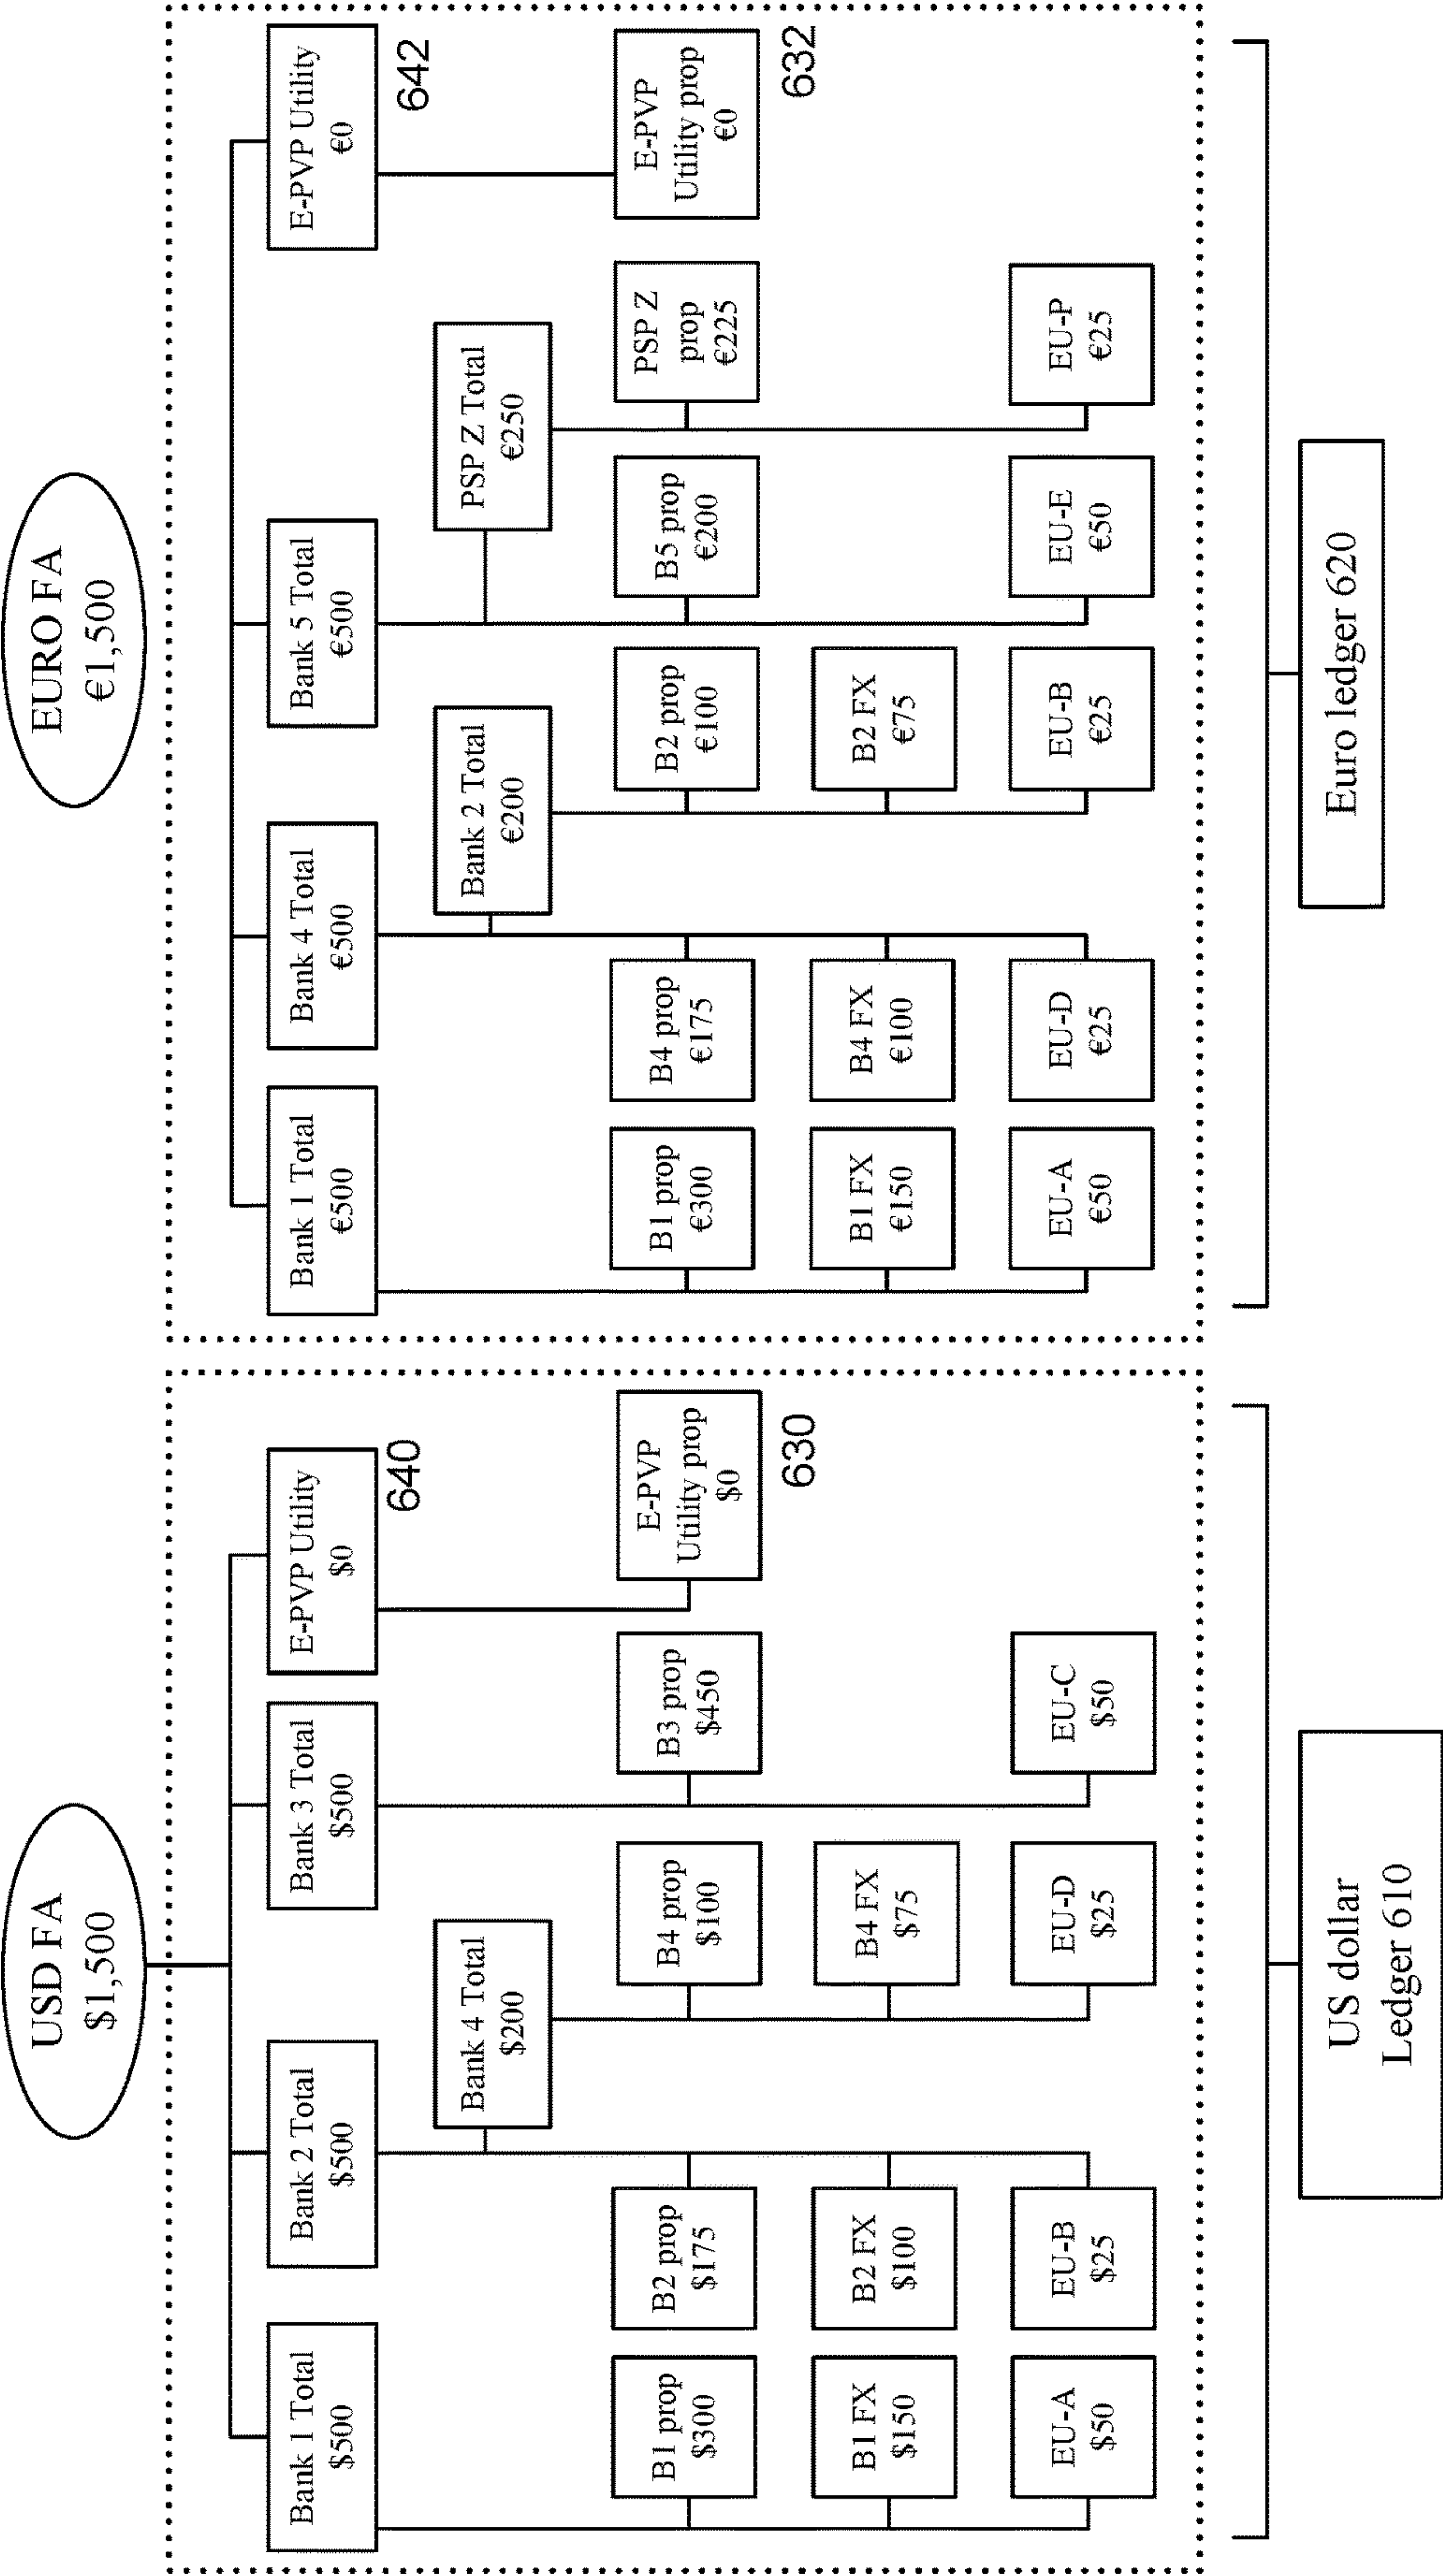 USD FA
$1,500
Bank 1 Total
$500
Bank 2 Total
$500
Bank 3 Total
$500
E-PVP Utility
$0
640
Bank 4 Total
$200
B1 prop
$300
B2 prop
$175
B4 prop
$100
B3 prop
$450
E-PVP
Utility prop
$0
630
B1 FX
$150
B2 FX
$100
B4 FX
$75
EU-A
$50
EU-B
$25
EU-D
$25
EU-C
$50
US dollar
Ledger 610
EURO FA
€1,500
Bank 1 Total
€500
Bank 4 Total
€500
Bank 5 Total
€500
E-PVP Utility
€0
642
Bank 2 Total
€200
PSP Z Total
€250
B1 prop
€300
B4 prop
€175
B2 prop
€100
B5 prop
€200
PSP Z
prop
€225
E-PVP
Utility prop
€0
632
B1 FX
€150
B4 FX
€100
B2 FX
€75
EU-A
€50
EU-D
€25
EU-B
€25
EU-E
€50
EU-P
€25
Euro ledger 620